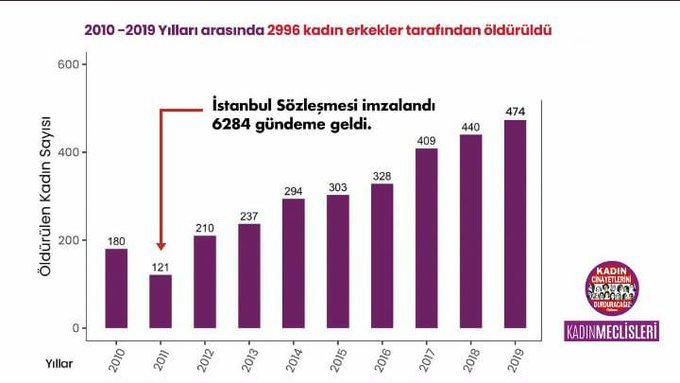 2010 -2019 Yılları arasında 2996 kadın erkekler tarafından öldürüldü
Öldürülen Kadın Sayısı
600
400
200
0
İstanbul Sözleşmesi imzalandı
6284 gündeme geldi.
180
121
210
237
294
303
328
409
440
474
Yıllar
2010
2011
2012
2013
2014
2015
2016
2017
2018
2019
KADIN
CİNAYETLERİNİ
DURDURACAĞIZ
KADINMECLİSLERİ